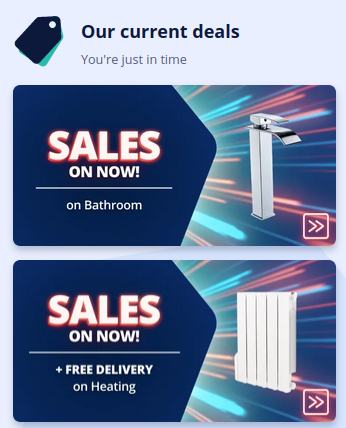 Our current deals
You're just in time
SALES
ON NOW!
on Bathroom
SALES
ON NOW!
+ FREE DELIVERY
on Heating